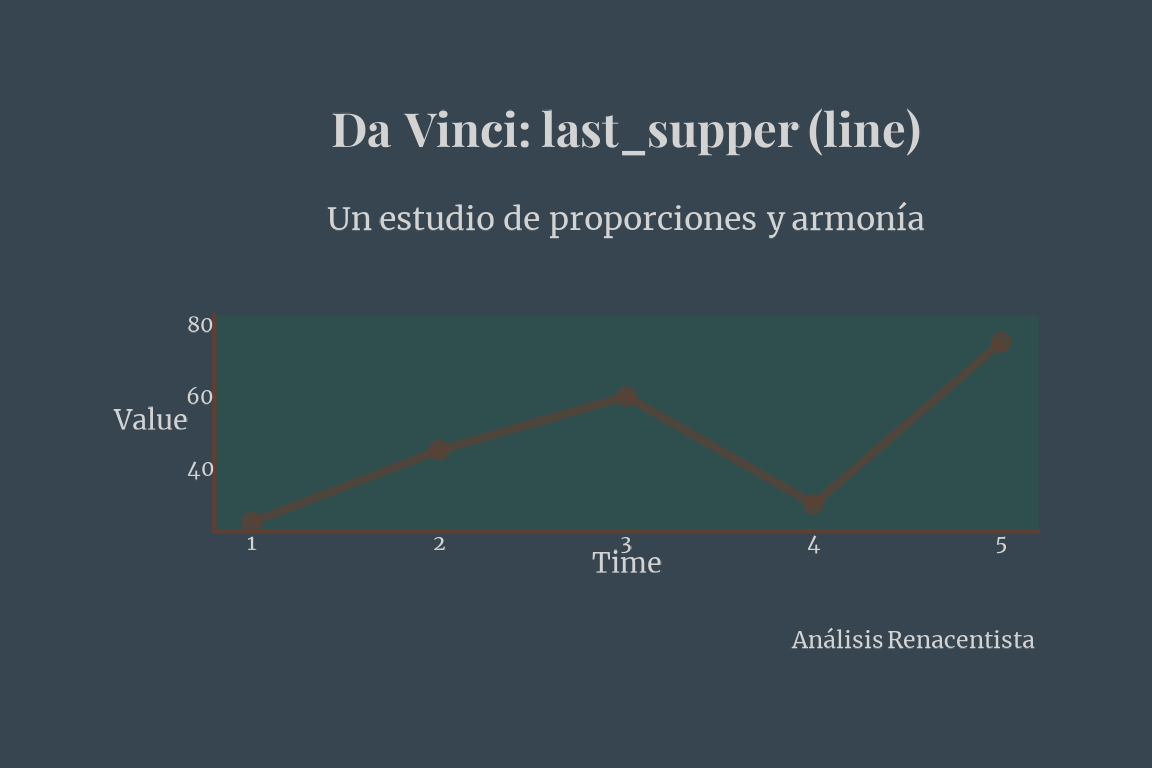 Da Vinci: last_supper (line)
Un estudio de proporciones y armonía
80
60
Value
40
1 2 3 4 5
Time
Análisis Renacentista